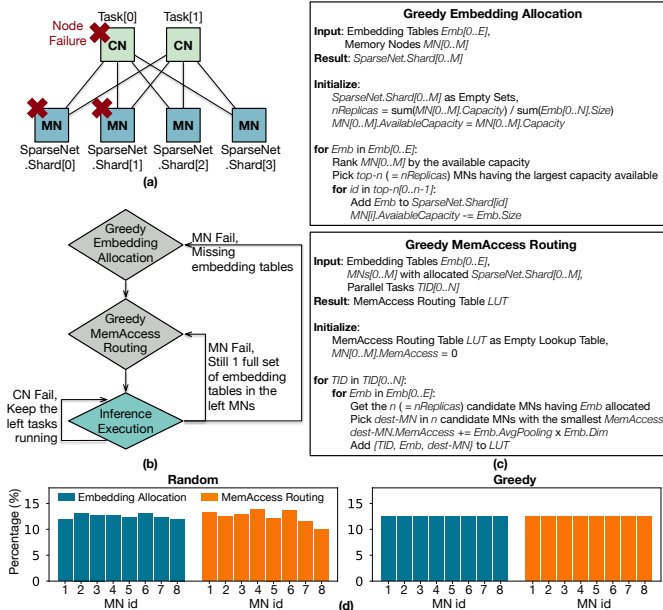 Task[0] Task[1]
Node
Failure
CN CN
MN MN MN MN
SparseNet SparseNet SparseNet SparseNet
.Shard[0] .Shard[1] .Shard[2] .Shard[3]
(a)
Greedy
Embedding
Allocation
MN Fail,
Missing
embedding tables
Greedy
MemAccess
Routing
MN Fail,
Still 1 full set
of embedding
tables in the
left MNs
CN Fail,
Keep the
left tasks
running
Inference
Execution
(b)
Greedy Embedding Allocation
Input: Embedding Tables Emb[0..E],
Memory Nodes MN[0..M]
Result: SparseNet.Shard[0..M]
Initialize:
SparseNet.Shard[0..M] as Empty Sets,
nReplicas = sum(MN[0..M].Capacity) / sum(Emb[0..N].Size)
MN[0..M].AvailableCapacity = MN[0..M].Capacity
for Emb in Emb[0..E]:
Rank MN[0..M] by the available capacity
Pick top-n ( = nReplicas) MNs having the largest capacity available
for id in top-n[0..n-1]:
Add Emb to SparseNet.Shard[id]
MN[i].AvaiableCapacity -= Emb.Size
Greedy MemAccess Routing
Input: Embedding Tables Emb[0..E],
MNs[0..M] with allocated SparseNet.Shard[0..M],
Parallel Tasks TID[0..N]
Result: MemAccess Routing Table LUT
Initialize:
MemAccess Routing Table LUT as Empty Lookup Table,
MN[0..M].MemAccess = 0
for TID in TID[0..N]:
for Emb in Emb[0..E]:
Get the n ( = nReplicas) candidate MNs having Emb allocated
Pick dest-MN in n candidate MNs with the smallest MemAccess
dest-MN.MemAccess += Emb.AvgPooling x Emb.Dim
Add {TID, Emb, dest-MN} to LUT
(c)
Random
Percentage (%)
15
10
5
0
Embedding Allocation MemAccess Routing
1 2 3 4 5 6 7 8 1 2 3 4 5 6 7 8
MN id MN id
(d)
Greedy
15
10
5
0
1 2 3 4 5 6 7 8 1 2 3 4 5 6 7 8
MN id MN id